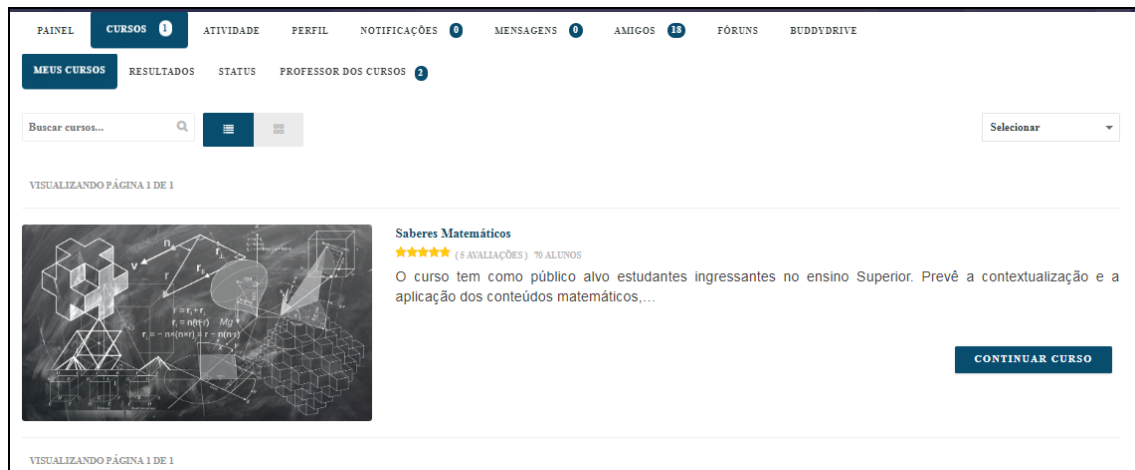 PAINEL CURSOS 1 ATIVIDADE PERFIL NOTIFICAÇÕES 0 MENSAGENS 0 AMIGOS 18 FÓRUNS BUDDYDRIVE
MEUS CURSOS RESULTADOS STATUS PROFESSOR DOS CURSOS 2
Buscar cursos... Selecionar
VISUALIZANDO PÁGINA 1 DE 1
Saberes Matemáticos
( 5 AVALIAÇÕES ) 70 ALUNOS
O curso tem como público alvo estudantes ingressantes no ensino Superior. Prevê a contextualização e a
aplicação dos conteúdos matemáticos,...
CONTINUAR CURSO
VISUALIZANDO PÁGINA 1 DE 1